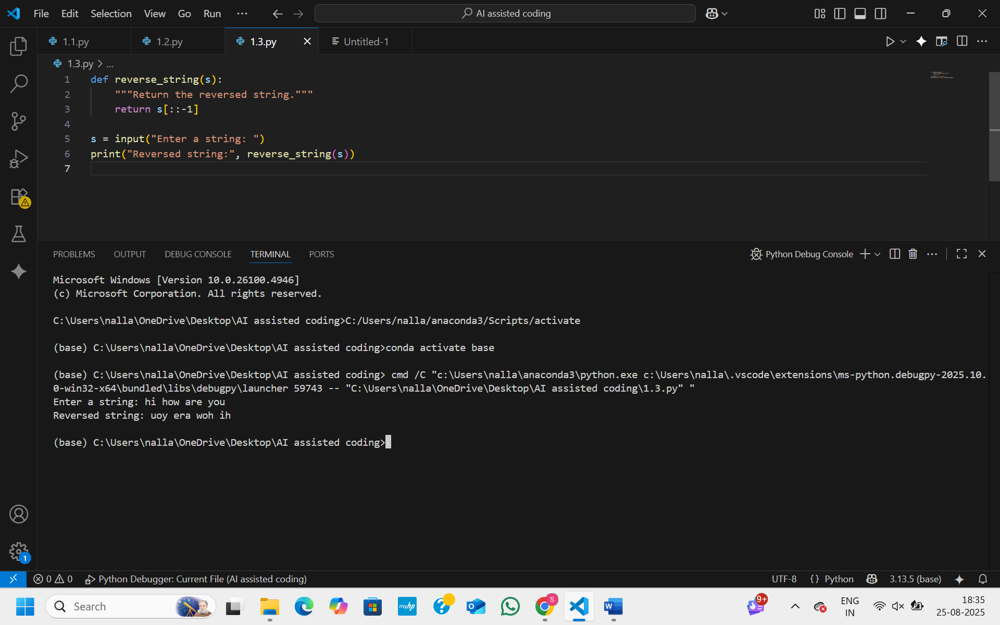 File Edit Selection View Go Run ··· AI assisted coding
1.1.py 1.2.py 1.3.py Untitled-1
1.3.py > ...
1 def reverse_string(s):
2 """Return the reversed string."""
3 return s[::-1]
4
5 s = input("Enter a string: ")
6 print("Reversed string:", reverse_string(s))
7
PROBLEMS OUTPUT DEBUG CONSOLE TERMINAL PORTS Python Debug Console
Microsoft Windows [Version 10.0.26100.4946]
(c) Microsoft Corporation. All rights reserved.
C:\Users\nalla\OneDrive\Desktop\AI assisted coding>C:/Users/nalla/anaconda3/Scripts/activate
(base) C:\Users\nalla\OneDrive\Desktop\AI assisted coding>conda activate base
(base) C:\Users\nalla\OneDrive\Desktop\AI assisted coding> cmd /C "c:\Users\nalla\anaconda3\python.exe c:\Users\nalla\.vscode\extensions\ms-python.debugpy-2025.10.
0-win32-x64\bundled\libs\debugpy\launcher 59743 -- "C:\Users\nalla\OneDrive\Desktop\AI assisted coding\1.3.py" "
Enter a string: hi how are you
Reversed string: uoy era woh ih
(base) C:\Users\nalla\OneDrive\Desktop\AI assisted coding>
1
0 0 Python Debugger: Current File (AI assisted coding) UTF-8 {} Python 3.13.5 (base)
Search myhp S W 9+ ENG IN 18:35
25-08-2025